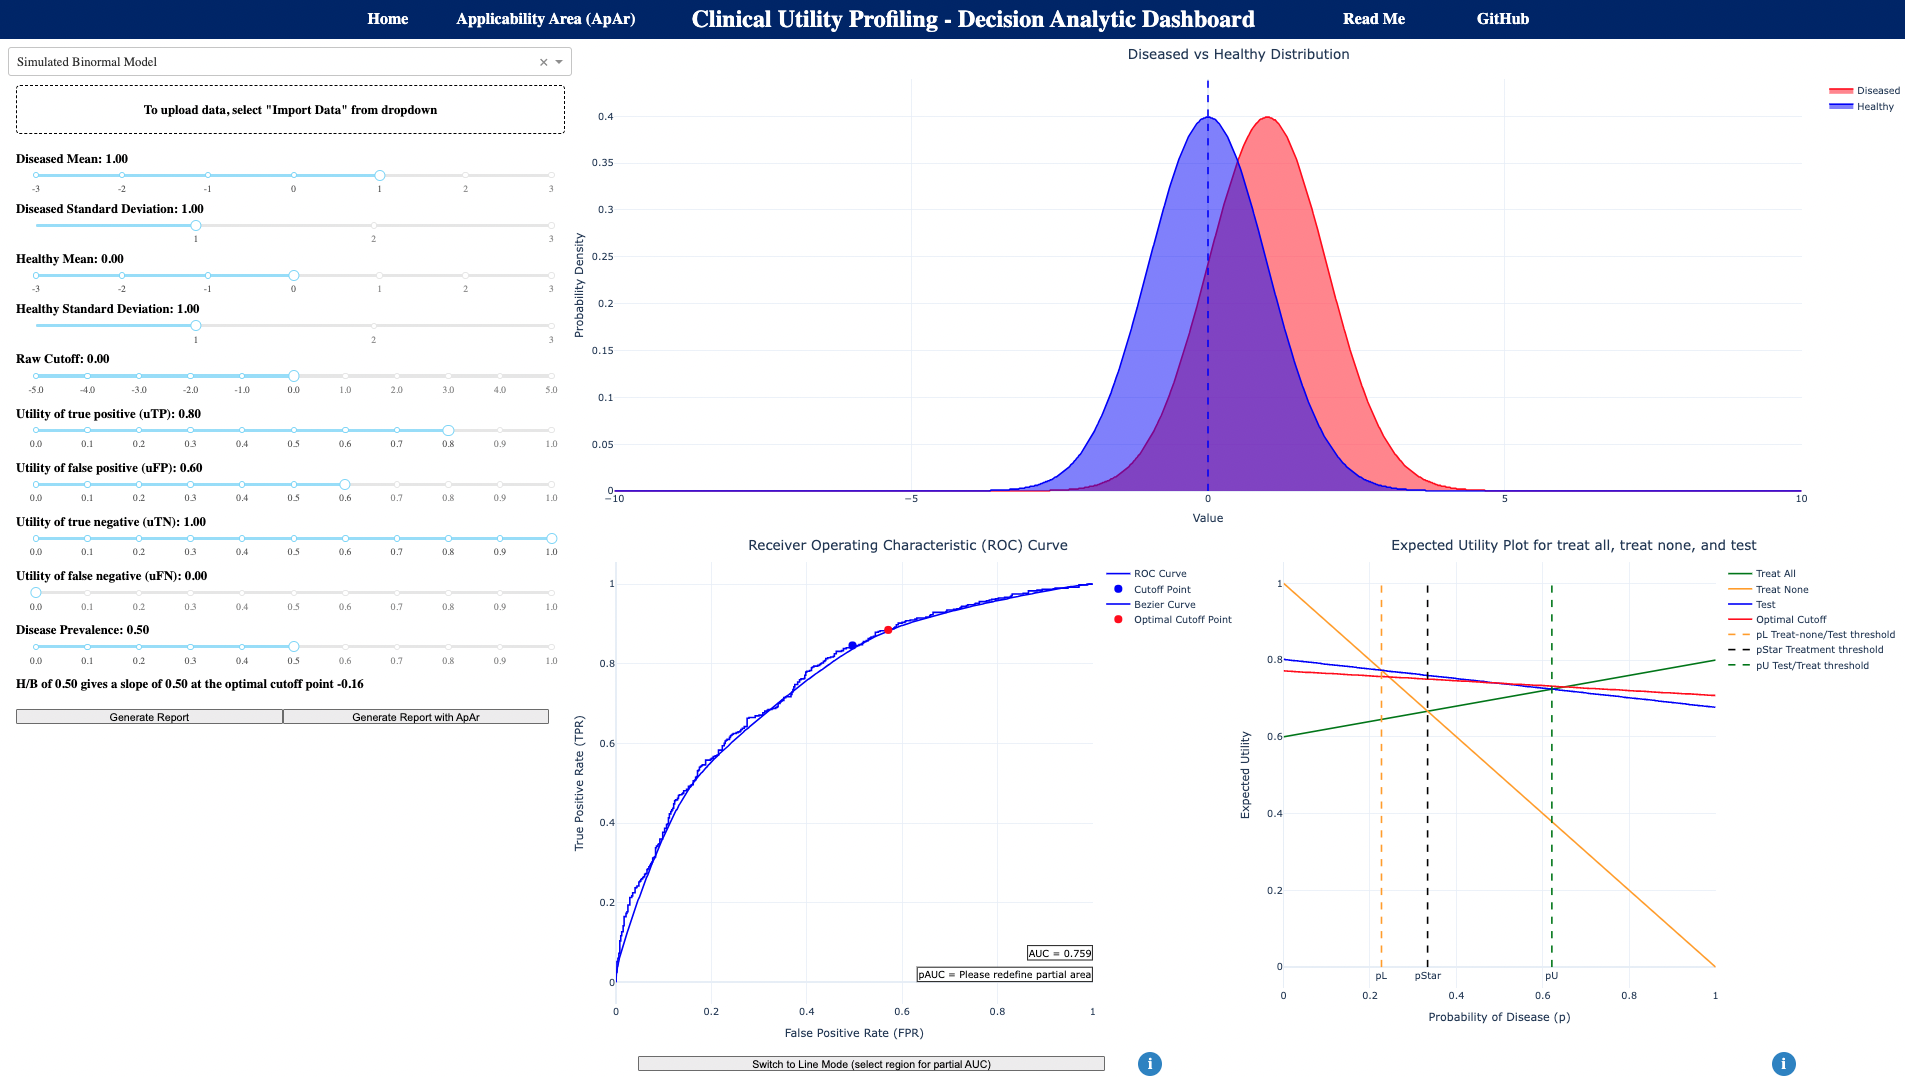 Home Applicability Area (ApAr) Clinical Utility Profiling - Decision Analytic Dashboard Read Me GitHub
Simulated Binormal Model
To upload data, select "Import Data" from dropdown
Diseased Mean: 1.00
-3 -2 -1 0 1 2 3
Diseased Standard Deviation: 1.00
1 2 3
Healthy Mean: 0.00
-3 -2 -1 0 1 2 3
Healthy Standard Deviation: 1.00
1 2 3
Raw Cutoff: 0.00
-5.0 -4.0 -3.0 -2.0 -1.0 0.0 1.0 2.0 3.0 4.0 5.0
Utility of true positive (uTP): 0.80
0.0 0.1 0.2 0.3 0.4 0.5 0.6 0.7 0.8 0.9 1.0
Utility of false positive (uFP): 0.60
0.0 0.1 0.2 0.3 0.4 0.5 0.6 0.7 0.8 0.9 1.0
Utility of true negative (uTN): 1.00
0.0 0.1 0.2 0.3 0.4 0.5 0.6 0.7 0.8 0.9 1.0
Utility of false negative (uFN): 0.00
0.0 0.1 0.2 0.3 0.4 0.5 0.6 0.7 0.8 0.9 1.0
Disease Prevalence: 0.50
0.0 0.1 0.2 0.3 0.4 0.5 0.6 0.7 0.8 0.9 1.0
H/B of 0.50 gives a slope of 0.50 at the optimal cutoff point -0.16
Generate Report Generate Report with ApAr
Diseased vs Healthy Distribution
Diseased
Healthy
Probability Density
0.4
0.35
0.3
0.25
0.2
0.15
0.1
0.05
0
−10 −5 0 5 10
Value
Receiver Operating Characteristic (ROC) Curve
ROC Curve
Cutoff Point
Bezier Curve
Optimal Cutoff Point
True Positive Rate (TPR)
1
0.8
0.6
0.4
0.2
0
AUC = 0.759
pAUC = Please redefine partial area
0 0.2 0.4 0.6 0.8 1
False Positive Rate (FPR)
Switch to Line Mode (select region for partial AUC)
i
Expected Utility Plot for treat all, treat none, and test
Treat All
Treat None
Test
Optimal Cutoff
pL Treat-none/Test threshold
pStar Treatment threshold
pU Test/Treat threshold
Expected Utility
1
0.8
0.6
0.4
0.2
0
pL pStar pU
0 0.2 0.4 0.6 0.8 1
Probability of Disease (p)
i